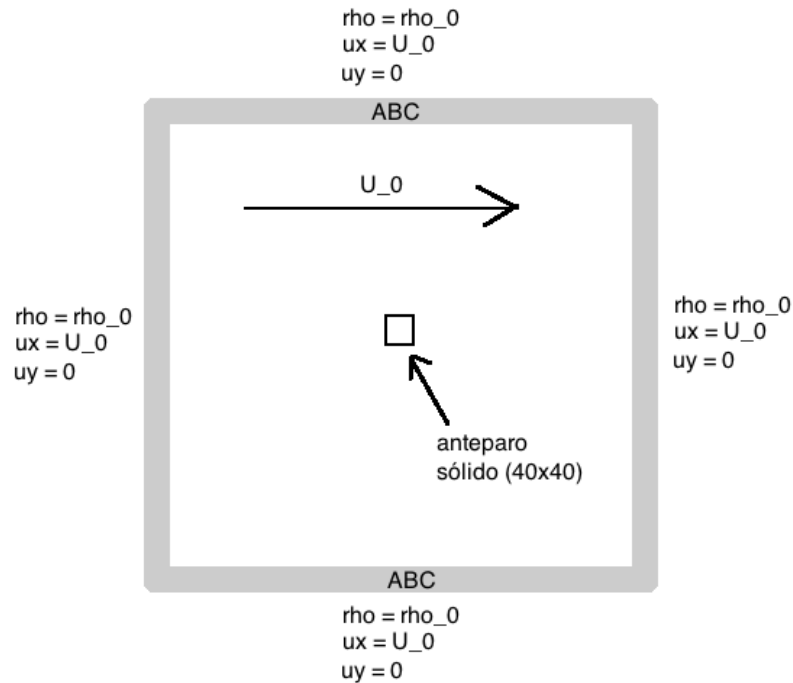 rho = rho_0
ux = U_0
uy = 0
ABC
U_0
rho = rho_0
ux = U_0
uy = 0
rho = rho_0
ux = U_0
uy = 0
anteparo
sólido (40x40)
ABC
rho = rho_0
ux = U_0
uy = 0